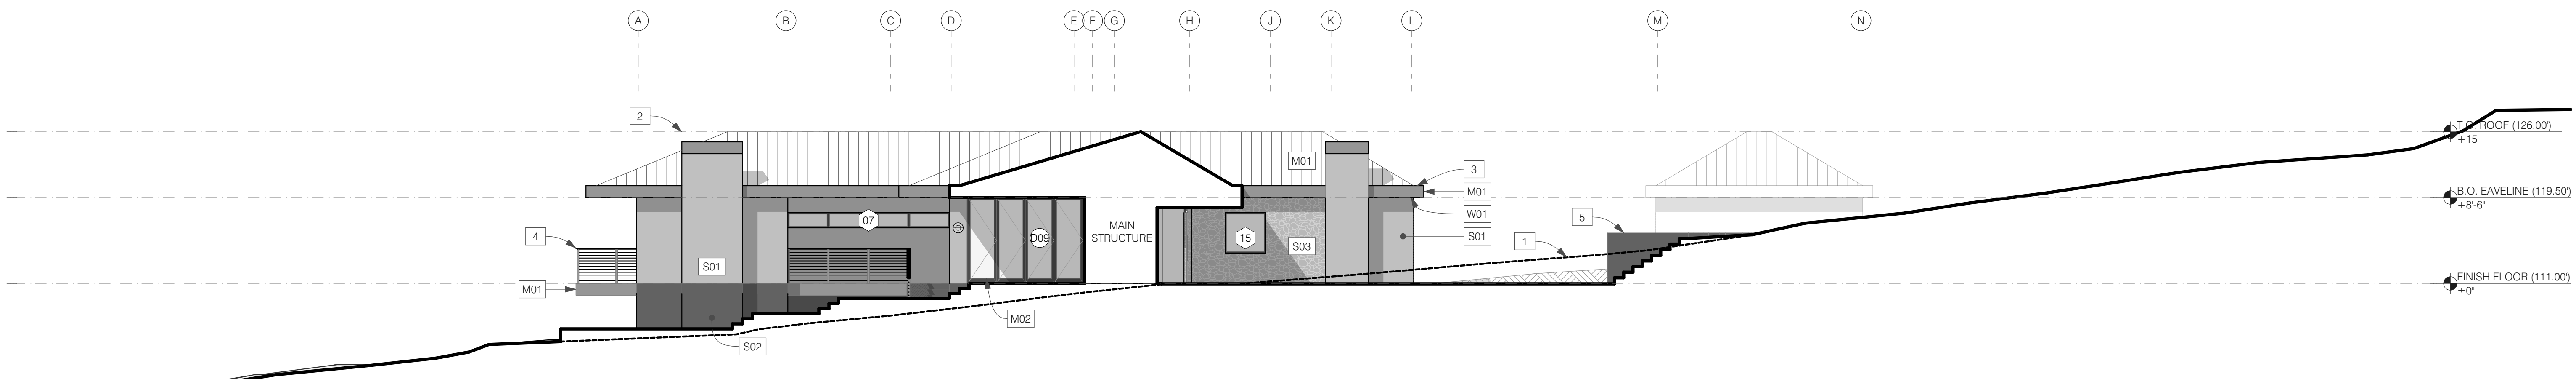 A B C D E F G H J K L M N
2
T.O. ROOF (126.00')
+15'
M01
3
M01
B.O. EAVELINE (119.50')
+8'-6"
W01
07
5
4
MAIN
STRUCTURE
D09
15
S03
S01
1
S01
FINISH FLOOR (111.00')
±0"
M01
M02
S02